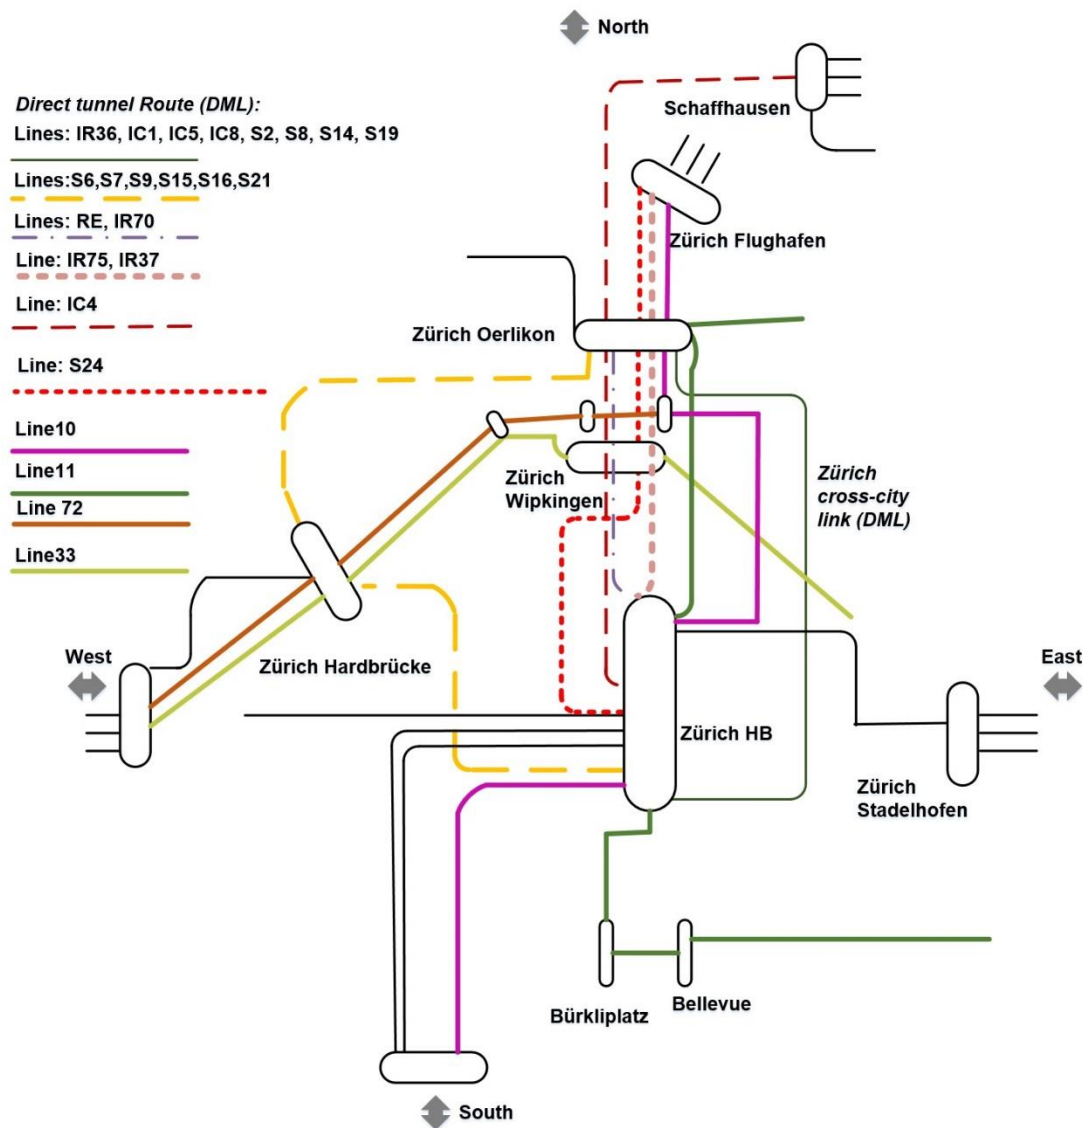 North
Direct tunnel Route (DML):
Lines: IR36, IC1, IC5, IC8, S2, S8, S14, S19
Lines:S6,S7,S9,S15,S16,S21
Lines: RE, IR70
Line: IR75, IR37
Line: IC4
Line: S24
Line10
Line11
Line 72
Line33
Schaffhausen
Zürich Flughafen
Zürich Oerlikon
Zürich
Wipkingen
Zürich
cross-city
link (DML)
West
Zürich Hardbrücke
East
Zürich HB
Zürich
Stadelhofen
Bürkliplatz
Bellevue
South